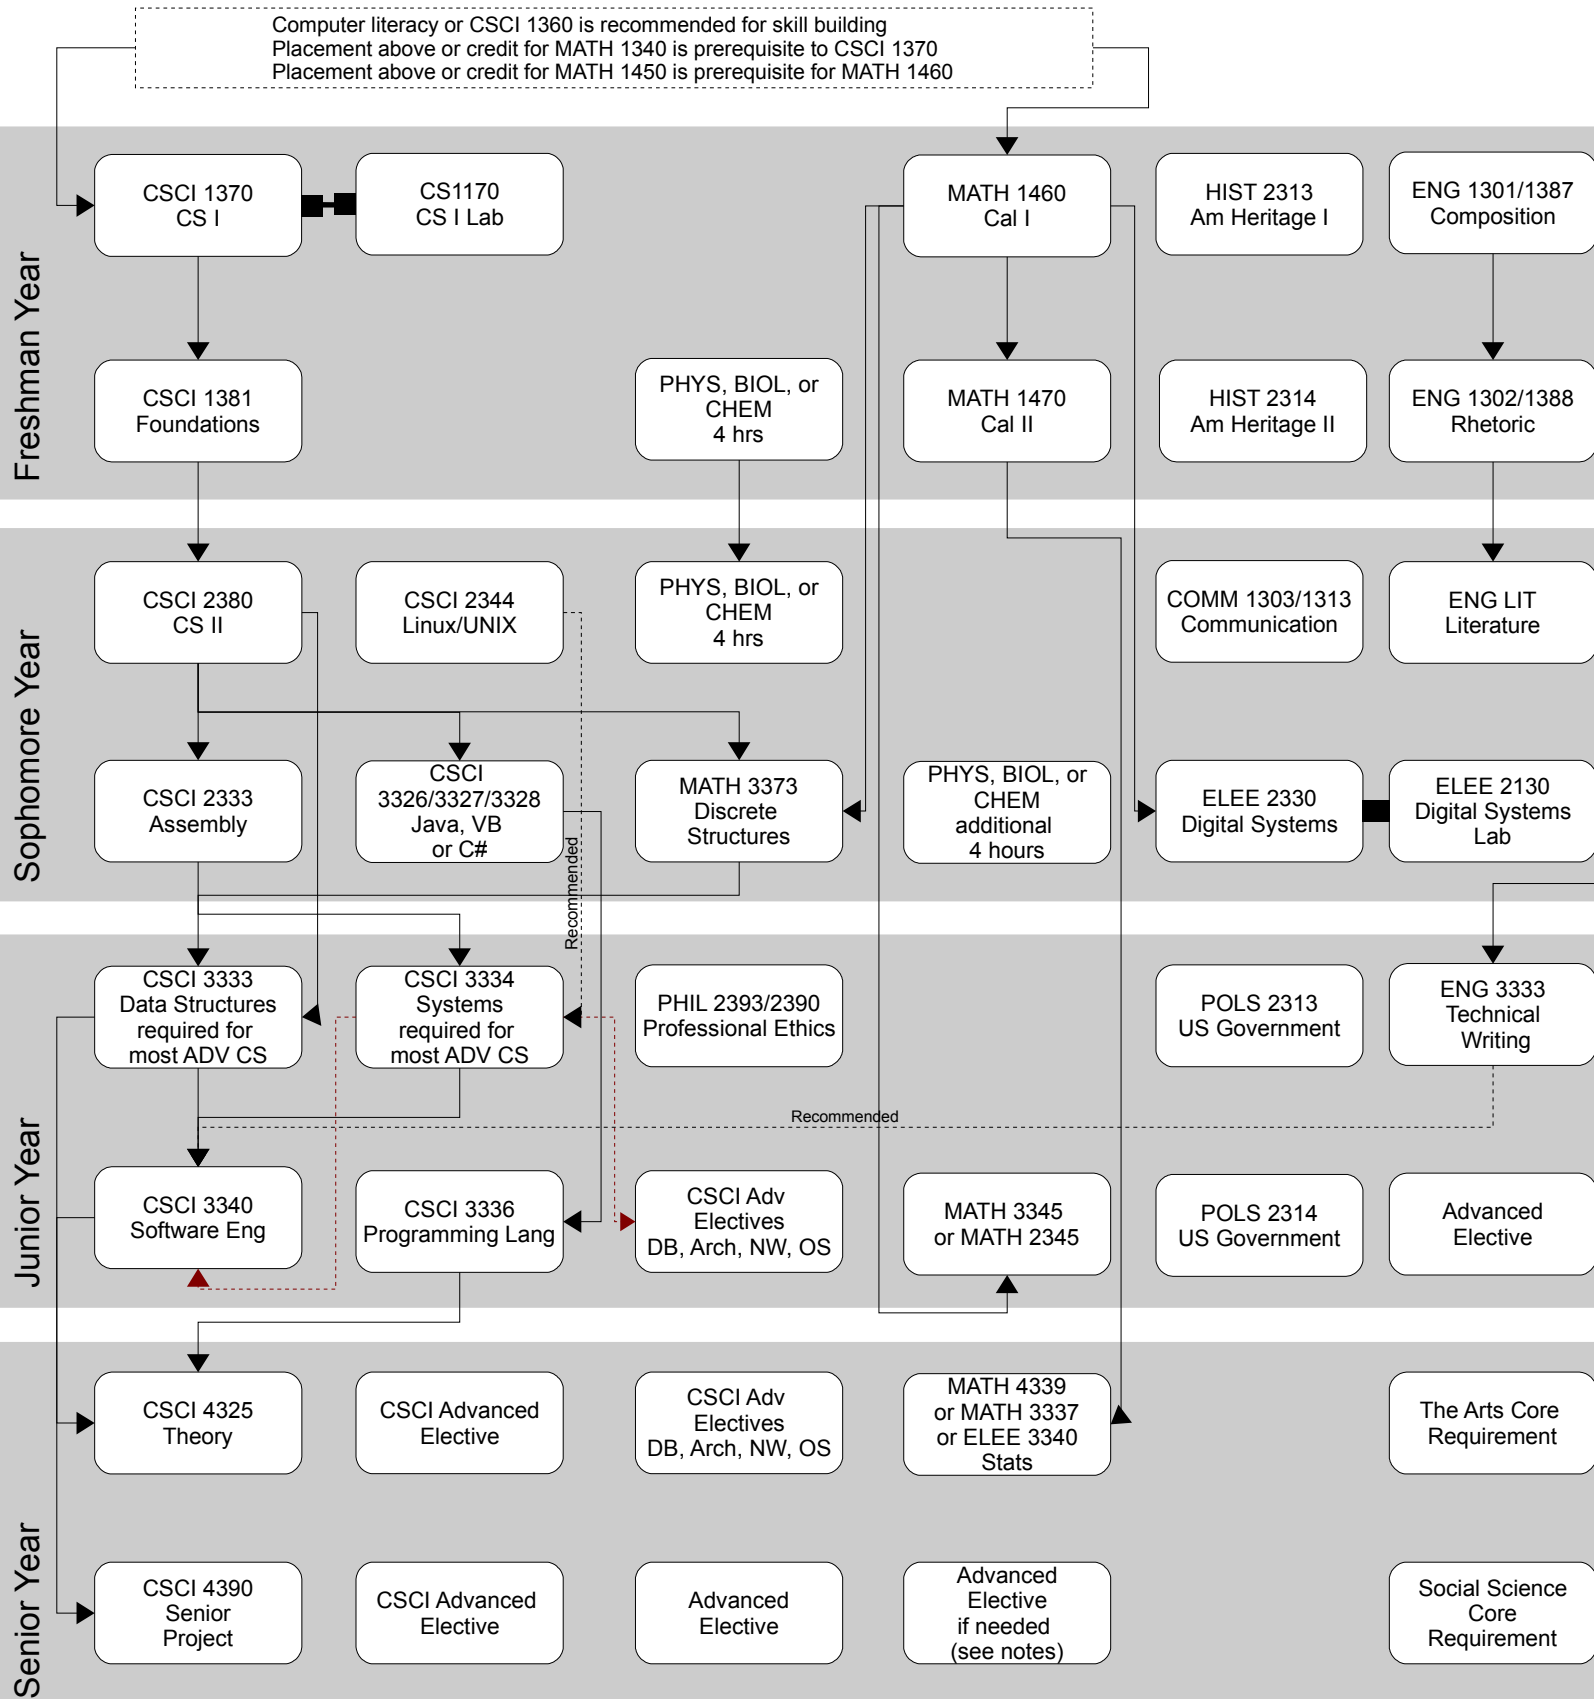 Computer literacy or CSCI 1360 is recommended for skill building
Placement above or credit for MATH 1340 is prerequisite to CSCI 1370
Placement above or credit for MATH 1450 is prerequisite for MATH 1460
Freshman Year
CSCI 1370
CS I
CS1170
CS I Lab
MATH 1460
Cal I
HIST 2313
Am Heritage I
ENG 1301/1387
Composition
CSCI 1381
Foundations
PHYS, BIOL, or
CHEM
4 hrs
MATH 1470
Cal II
HIST 2314
Am Heritage II
ENG 1302/1388
Rhetoric
Sophomore Year
CSCI 2380
CS II
CSCI 2344
Linux/UNIX
PHYS, BIOL, or
CHEM
4 hrs
COMM 1303/1313
Communication
ENG LIT
Literature
CSCI 2333
Assembly
CSCI
3326/3327/3328
Java, VB
or C#
MATH 3373
Discrete
Structures
PHYS, BIOL, or
CHEM
additional
4 hours
ELEE 2330
Digital Systems
ELEE 2130
Digital Systems
Lab
Recommended
Junior Year
CSCI 3333
Data Structures
required for
most ADV CS
CSCI 3334
Systems
required for
most ADV CS
PHIL 2393/2390
Professional Ethics
POLS 2313
US Government
ENG 3333
Technical
Writing
Recommended
CSCI 3340
Software Eng
CSCI 3336
Programming Lang
CSCI Adv
Electives
DB, Arch, NW, OS
MATH 3345
or MATH 2345
POLS 2314
US Government
Advanced
Elective
Senior Year
CSCI 4325
Theory
CSCI Advanced
Elective
CSCI Adv
Electives
DB, Arch, NW, OS
MATH 4339
or MATH 3337
or ELEE 3340
Stats
The Arts Core
Requirement
CSCI 4390
Senior
Project
CSCI Advanced
Elective
Advanced
Elective
Advanced
Elective
if needed
(see notes)
Social Science
Core
Requirement